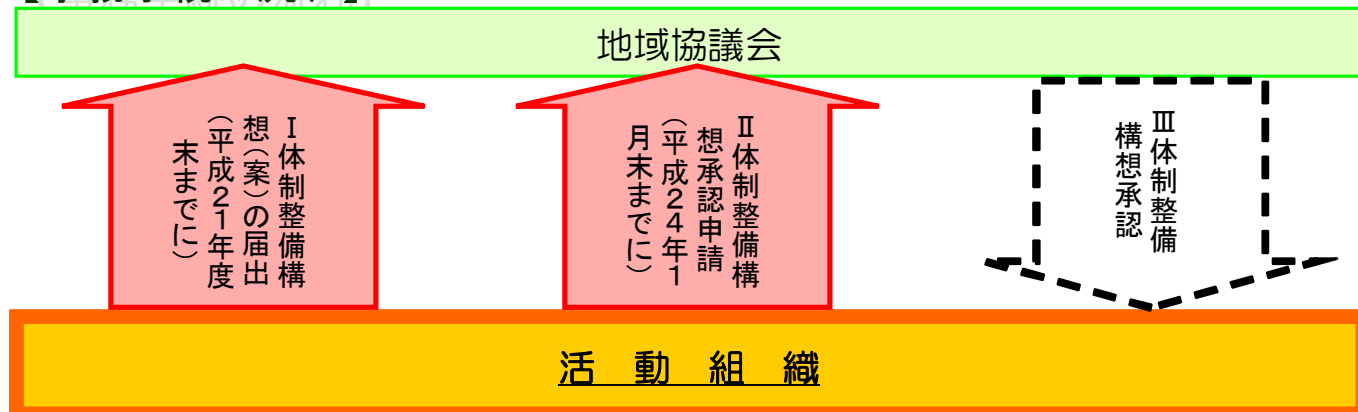 地域協議会
Ⅰ体制整備構
想（案）の届出
（平成２１年度
末までに）
Ⅱ体制整備構
想承認申請
（平成２４年１
月末までに）
Ⅲ体制整備
構想承認
活　動　組　織